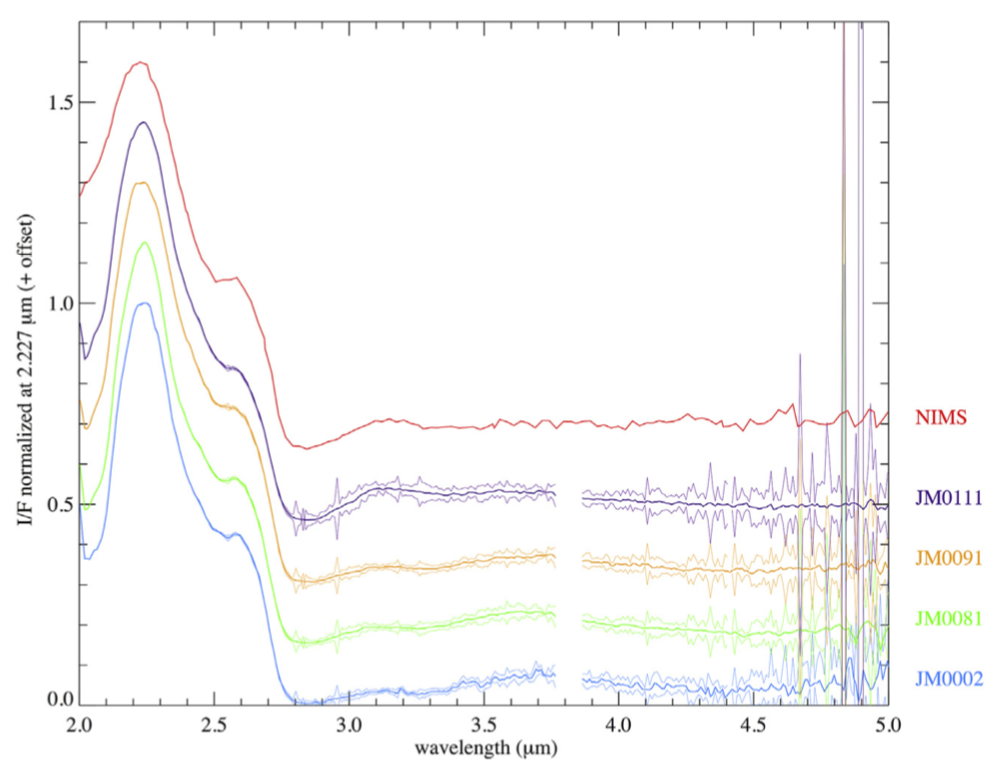 I/F normalized at 2.227 μm (+ offset)
1.5
1.0
0.5
0.0
NIMS
JM0111
JM0091
JM0081
JM0002
2.0 2.5 3.0 3.5 4.0 4.5 5.0
wavelength (μm)